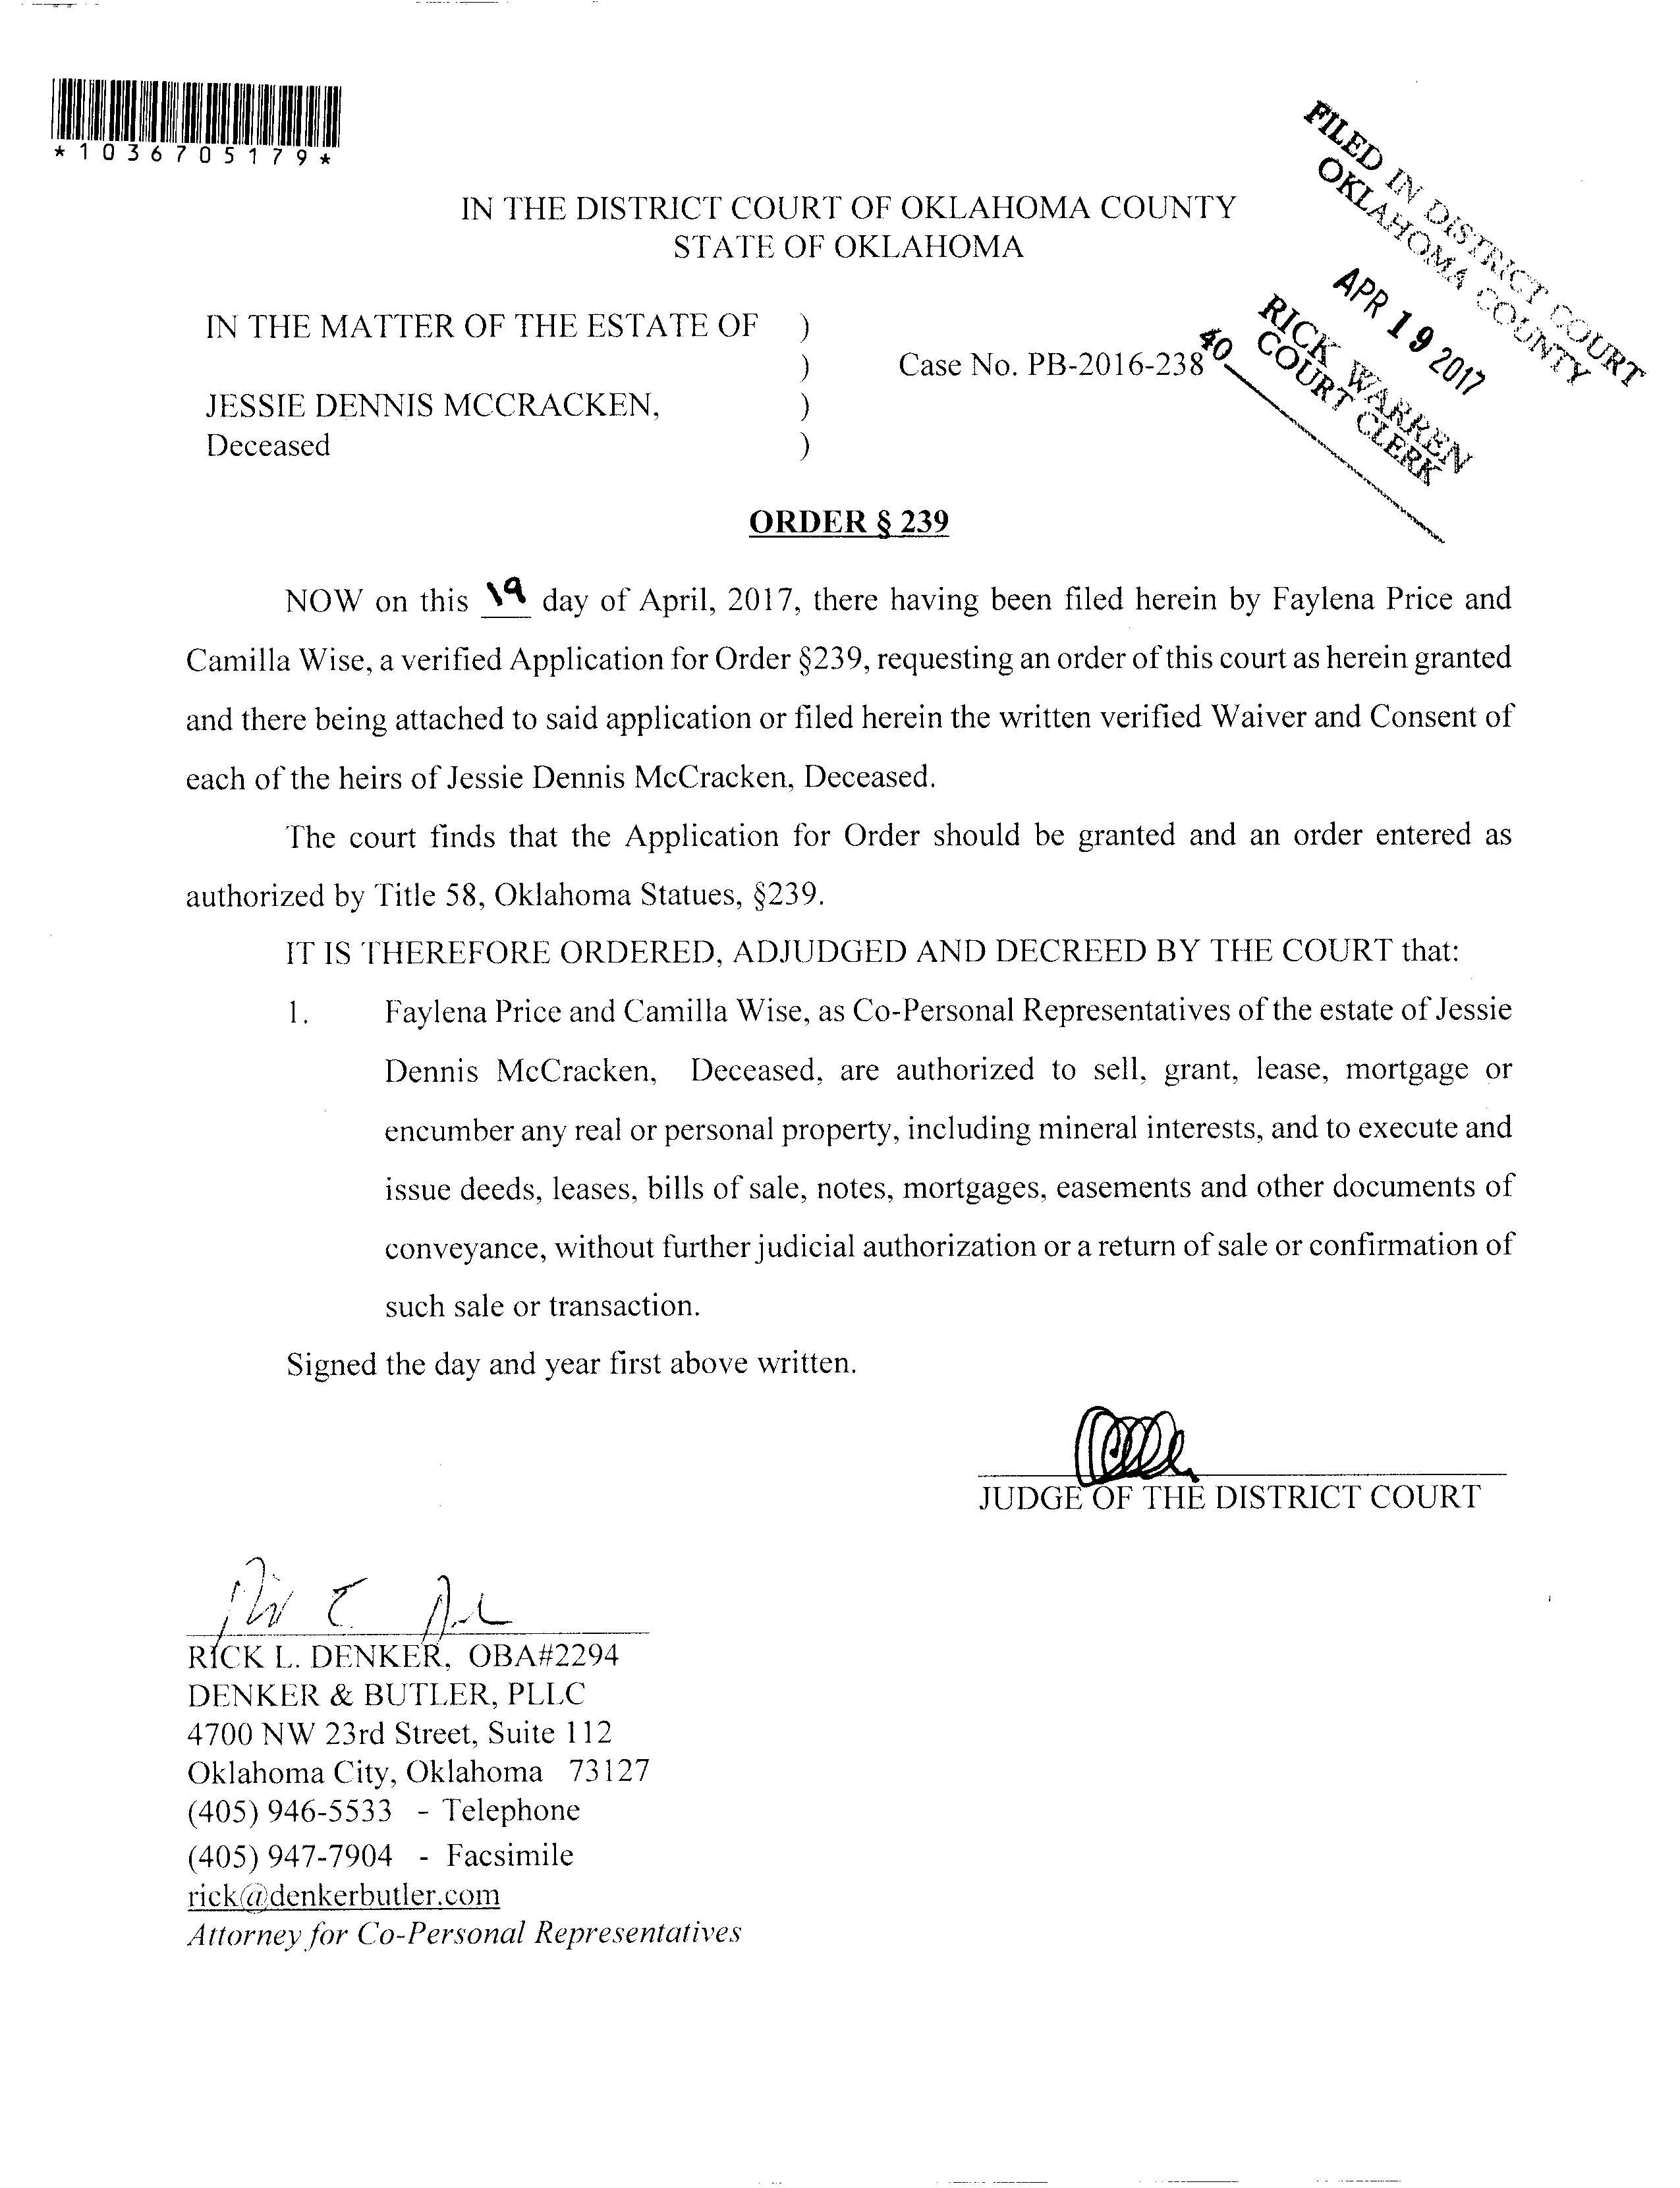 *1036705179*
FILED IN DISTRICT COURT
OKLAHOMA COUNTY
APR 19 2017
RICK WARREN
COURT CLERK
40
IN THE DISTRICT COURT OF OKLAHOMA COUNTY
STATE OF OKLAHOMA
IN THE MATTER OF THE ESTATE OF )
) Case No. PB-2016-238
JESSIE DENNIS MCCRACKEN, )
Deceased )
ORDER § 239
NOW on this 19 day of April, 2017, there having been filed herein by Faylena Price and
Camilla Wise, a verified Application for Order §239, requesting an order of this court as herein granted
and there being attached to said application or filed herein the written verified Waiver and Consent of
each of the heirs of Jessie Dennis McCracken, Deceased.
The court finds that the Application for Order should be granted and an order entered as
authorized by Title 58, Oklahoma Statues, §239.
IT IS THEREFORE ORDERED, ADJUDGED AND DECREED BY THE COURT that:
1. Faylena Price and Camilla Wise, as Co-Personal Representatives of the estate of Jessie
Dennis McCracken, Deceased, are authorized to sell, grant, lease, mortgage or
encumber any real or personal property, including mineral interests, and to execute and
issue deeds, leases, bills of sale, notes, mortgages, easements and other documents of
conveyance, without further judicial authorization or a return of sale or confirmation of
such sale or transaction.
Signed the day and year first above written.
JUDGE OF THE DISTRICT COURT
RICK L. DENKER, OBA#2294
DENKER & BUTLER, PLLC
4700 NW 23rd Street, Suite 112
Oklahoma City, Oklahoma 73127
(405) 946-5533 - Telephone
(405) 947-7904 - Facsimile
rick@denkerbutler.com
Attorney for Co-Personal Representatives